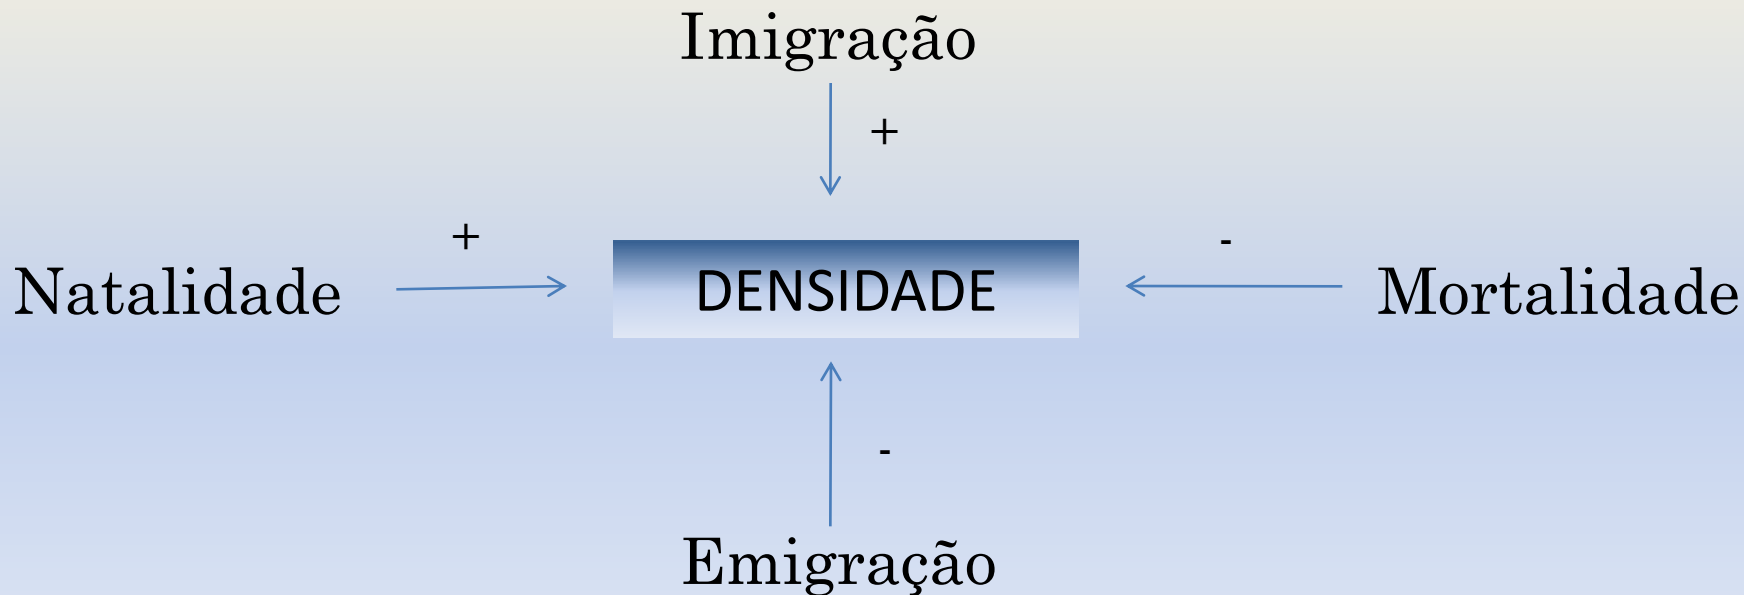 Imigração
+
+
-
Natalidade
DENSIDADE
Mortalidade
-
Emigração